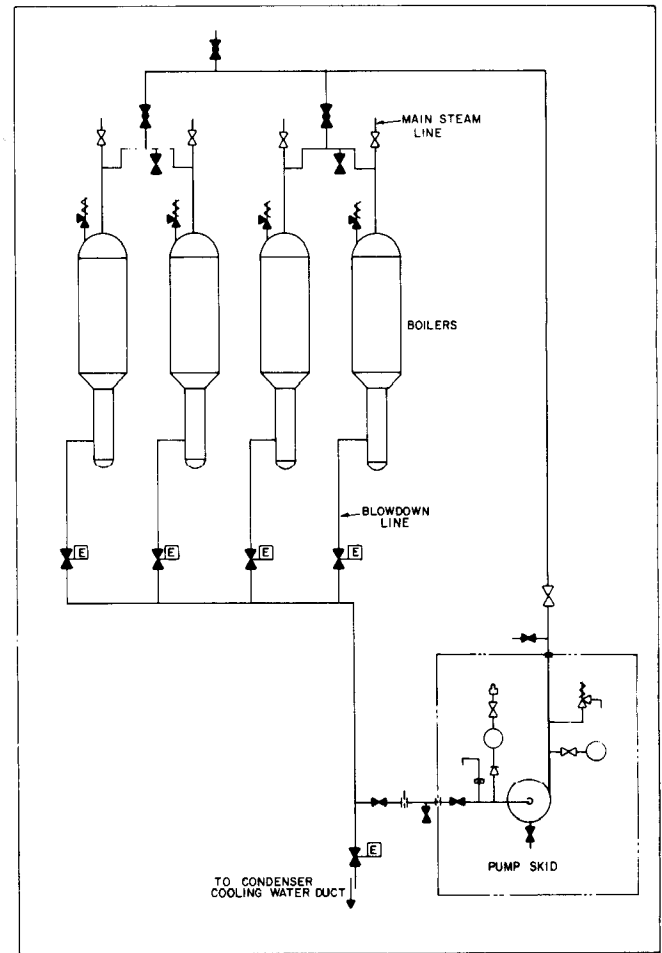 MAIN STEAM
LINE
BOILERS
BLOWDOWN
LINE
E
E
E
E
E
PUMP SKID
TO CONDENSER
COOLING WATER DUCT